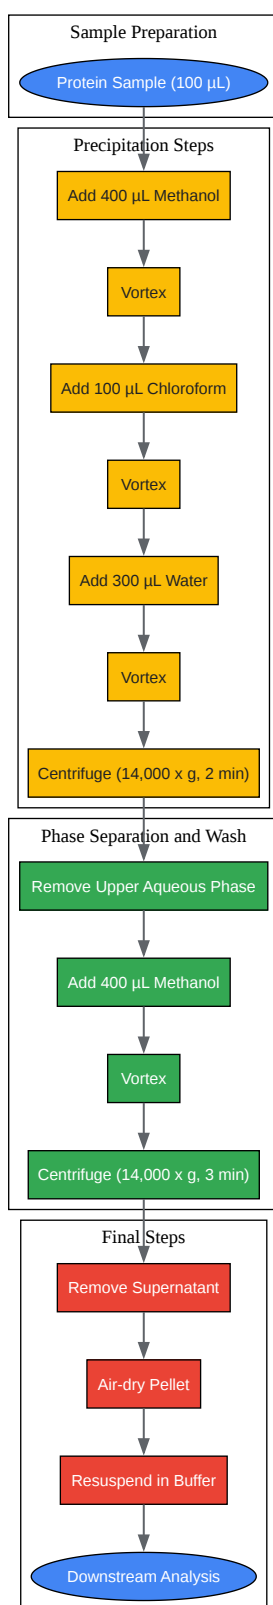 Sample Preparation
Protein Sample (100 µL)
Precipitation Steps
Add 400 µL Methanol
Vortex
Add 100 µL Chloroform
Vortex
Add 300 µL Water
Vortex
Centrifuge (14,000 x g, 2 min)
Phase Separation and Wash
Remove Upper Aqueous Phase
Add 400 µL Methanol
Vortex
Centrifuge (14,000 x g, 3 min)
Final Steps
Remove Supernatant
Air-dry Pellet
Resuspend in Buffer
Downstream Analysis